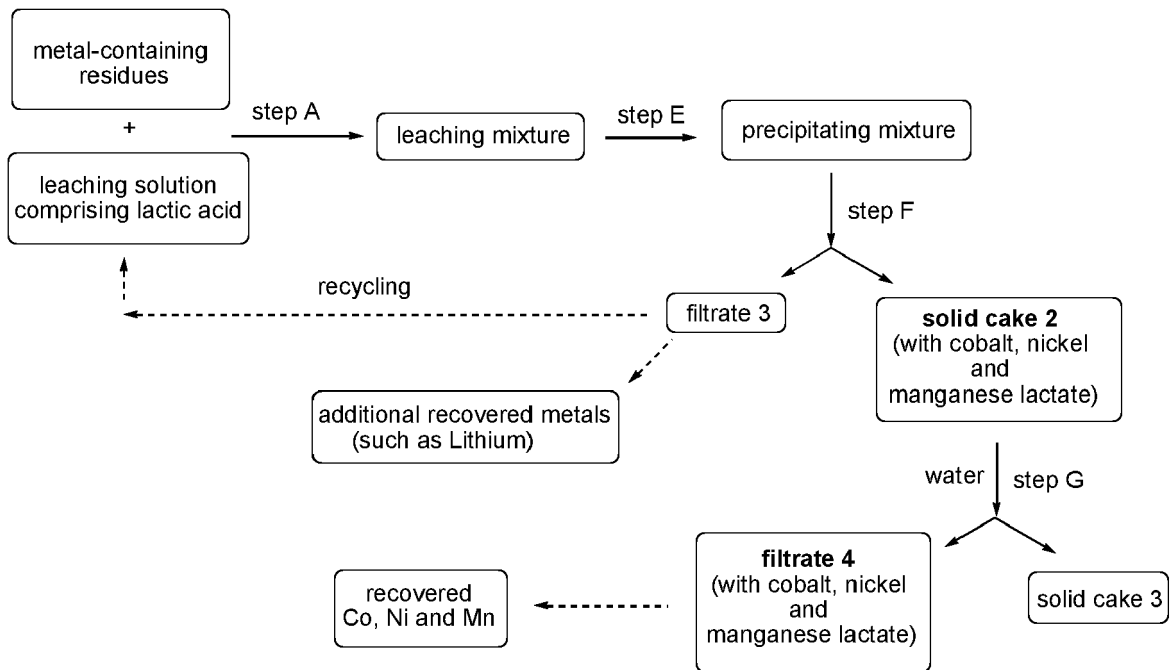 metal-containing
residues
+
leaching solution
comprising lactic acid
step A
leaching mixture
step E
precipitating mixture
step F
recycling
filtrate 3
solid cake 2
(with cobalt, nickel
and
manganese lactate)
additional recovered metals
(such as Lithium)
water
step G
filtrate 4
(with cobalt, nickel
and
manganese lactate)
solid cake 3
recovered
Co, Ni and Mn